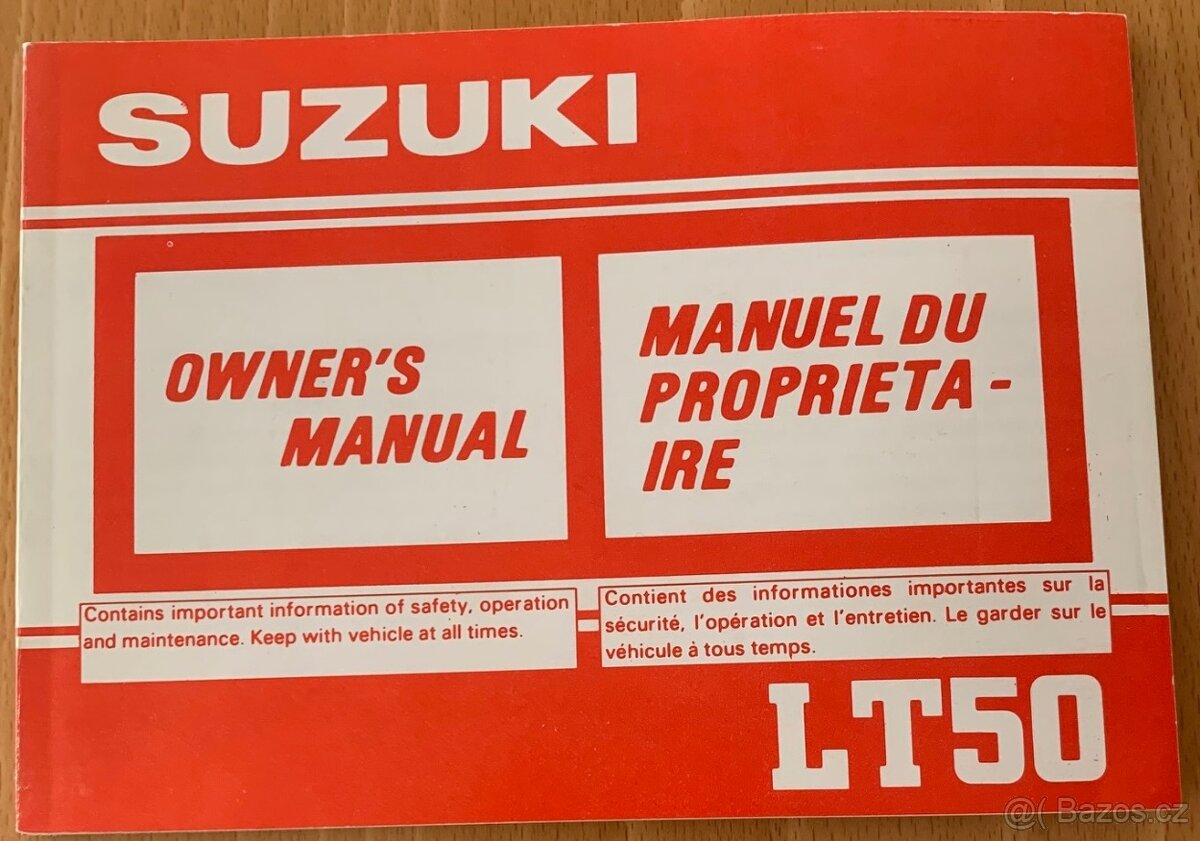 SUZUKI
OWNER'S
MANUAL
MANUEL DU
PROPRIETA -
IRE
Contains important information of safety, operation
and maintenance. Keep with vehicle at all times.
Contient des informationes importantes sur la
sécurité, l'opération et l'entretien. Le garder sur le
véhicule à tous temps.
LT50
@( Bazos.cz